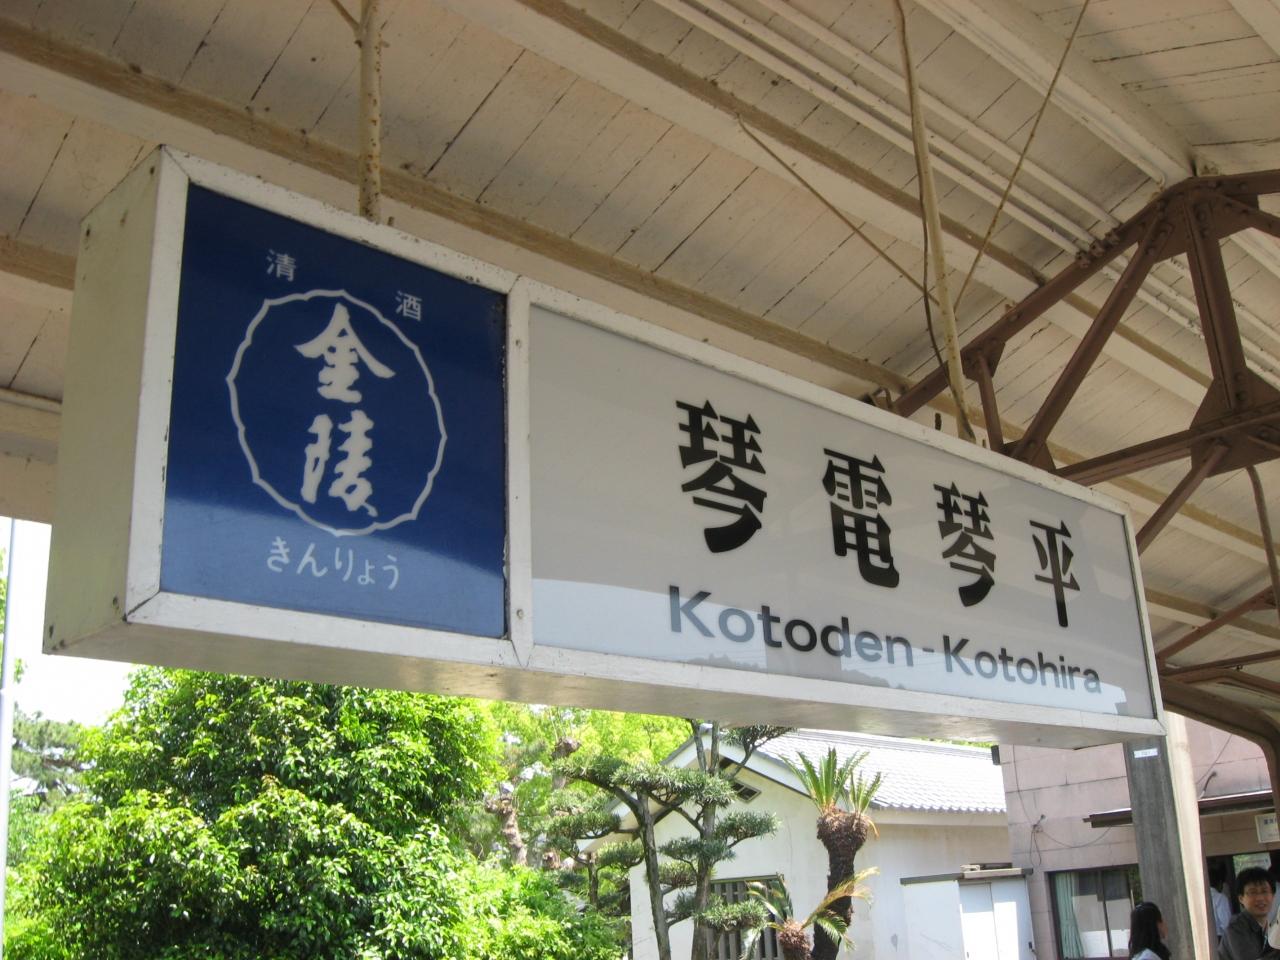 清酒
金陵
きんりょう
琴電琴平
Kotoden-Kotohira